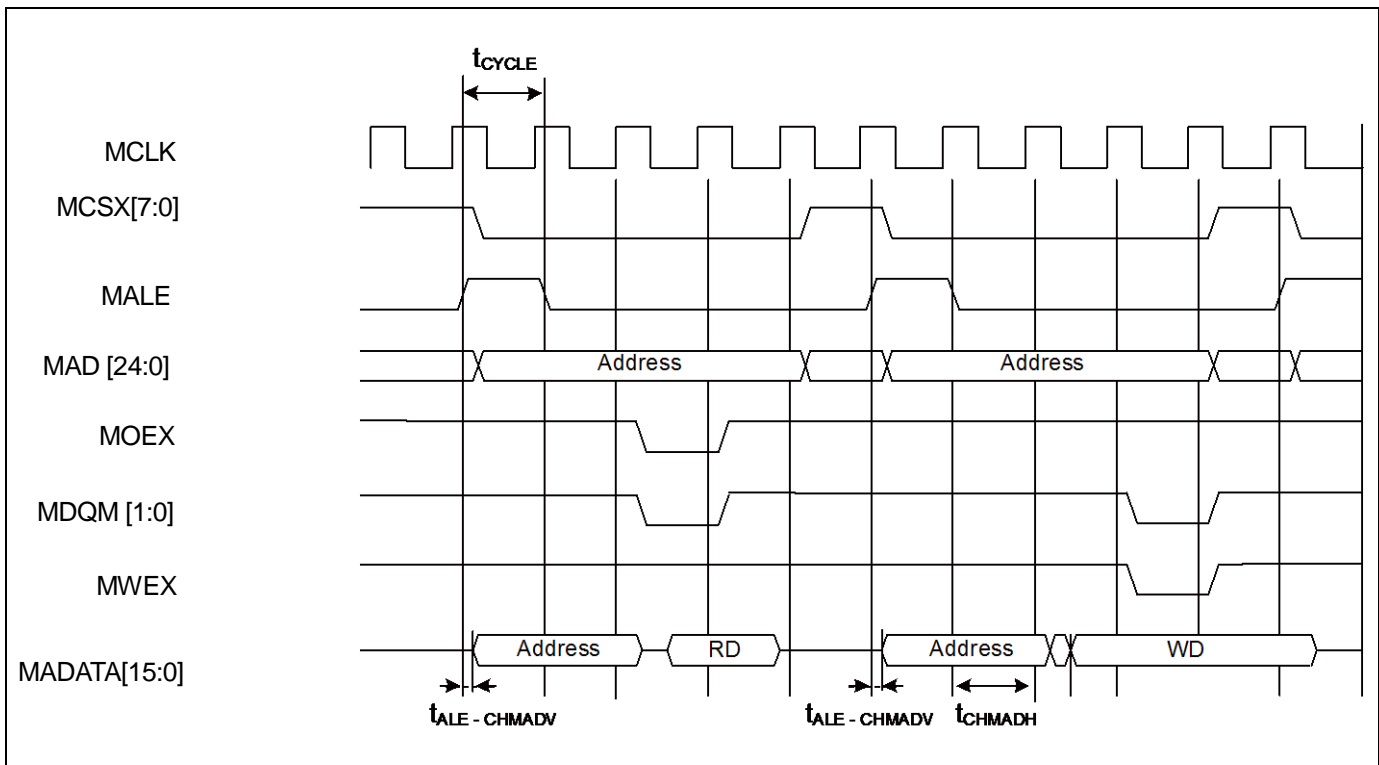 tCYCLE
MCLK
MCSX[7:0]
MALE
MAD [24:0]
Address
Address
MOEX
MDQM [1:0]
MWEX
MADATA[15:0]
Address
RD
Address
WD
tALE - CHMADV
tALE - CHMADV
tCHMADH